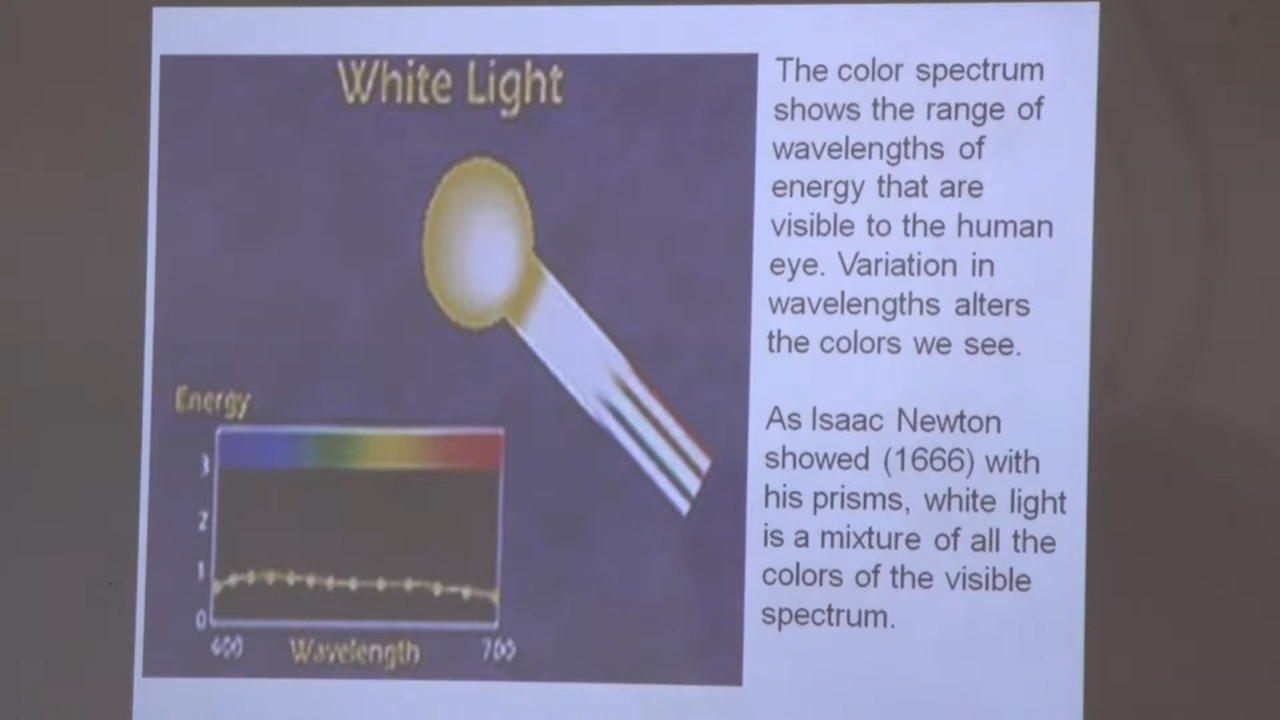 White Light
Energy
3
2
1
0
400
Wavelength
700
The color spectrum
shows the range of
wavelengths of
energy that are
visible to the human
eye. Variation in
wavelengths alters
the colors we see.
As Isaac Newton
showed (1666) with
his prisms, white light
is a mixture of all the
colors of the visible
spectrum.